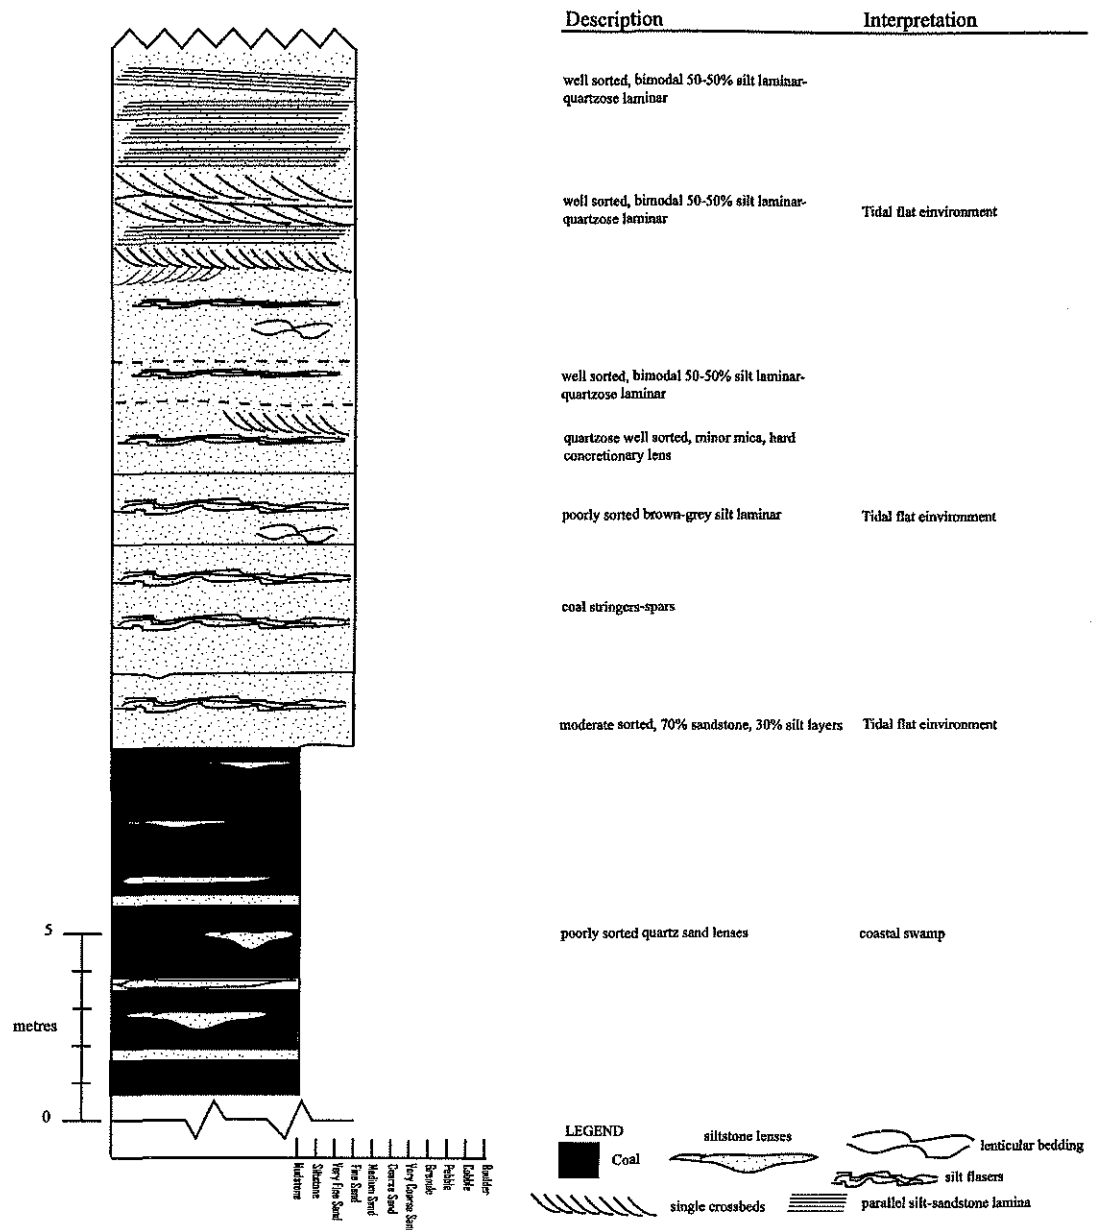 Description Interpretation
well sorted, bimodal 50-50% silt laminar-
quartzose laminar
well sorted, bimodal 50-50% silt laminar-
quartzose laminar
Tidal flat einvironment
well sorted, bimodal 50-50% silt laminar-
quartzose laminar
quartzose well sorted, minor mica, hard
concretionary lens
poorly sorted brown-grey silt laminar
Tidal flat einvironment
coal stringers-spars
moderate sorted, 70% sandstone, 30% silt layers
Tidal flat einvironment
5
poorly sorted quartz sand lenses
coastal swamp
metres
0
Mudstone
Siltstone
Very Fine Sand
Fine Sand
Medium Sand
Coarse Sand
Very Coarse San
Granule
Pebble
Cobble
Boulder
LEGEND
Coal
siltstone lenses
lenticular bedding
silt flasers
single crossbeds
parallel silt-sandstone lamina